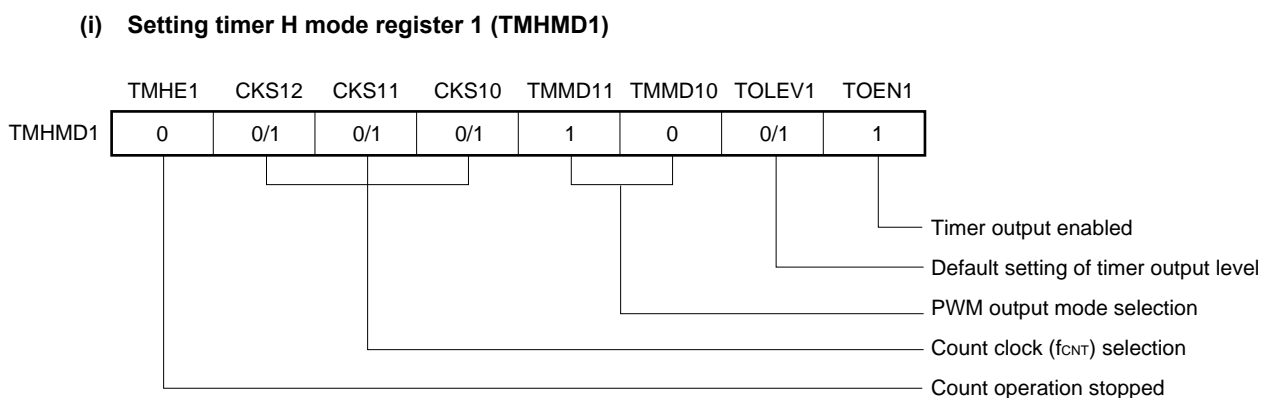 (i) Setting timer H mode register 1 (TMHMD1)
TMHE1 CKS12 CKS11 CKS10 TMMD11 TMMD10 TOLEV1 TOEN1
TMHMD1 0 0/1 0/1 0/1 1 0 0/1 1
Timer output enabled
Default setting of timer output level
PWM output mode selection
Count clock (fCNT) selection
Count operation stopped